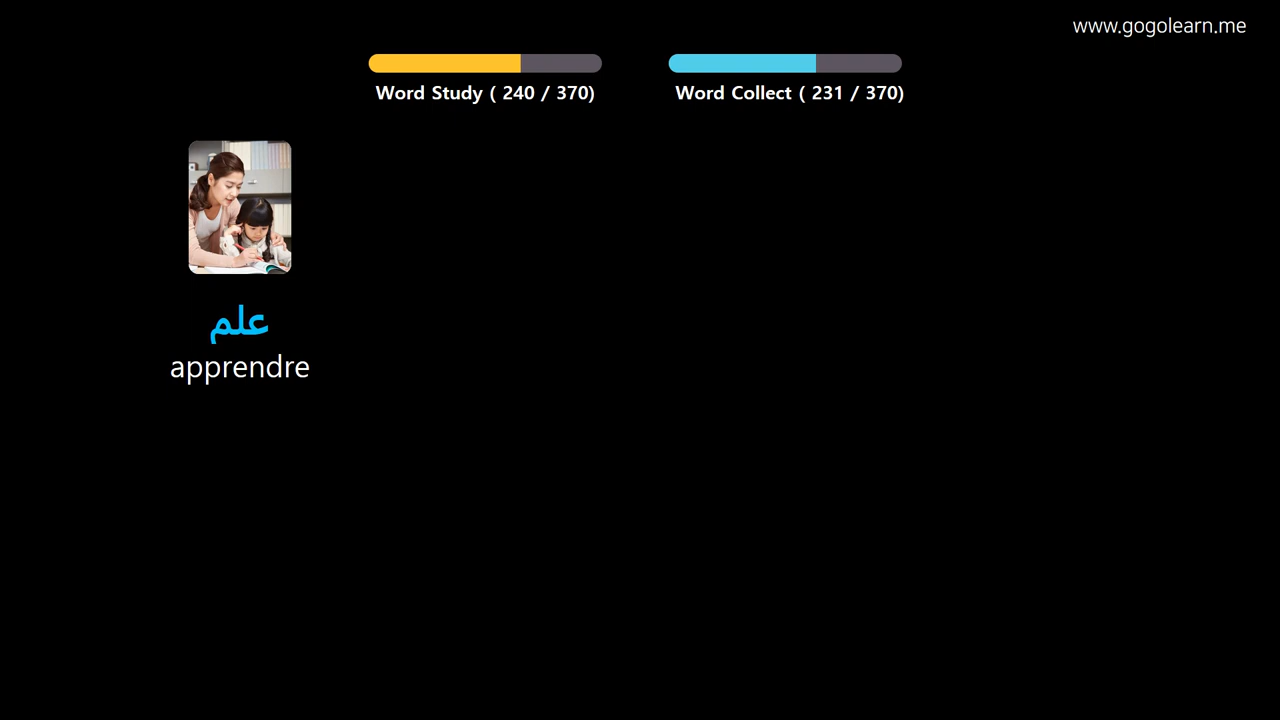 www.gogolearn.me
Word Study ( 240 / 370)
Word Collect ( 231 / 370)
علم
apprendre